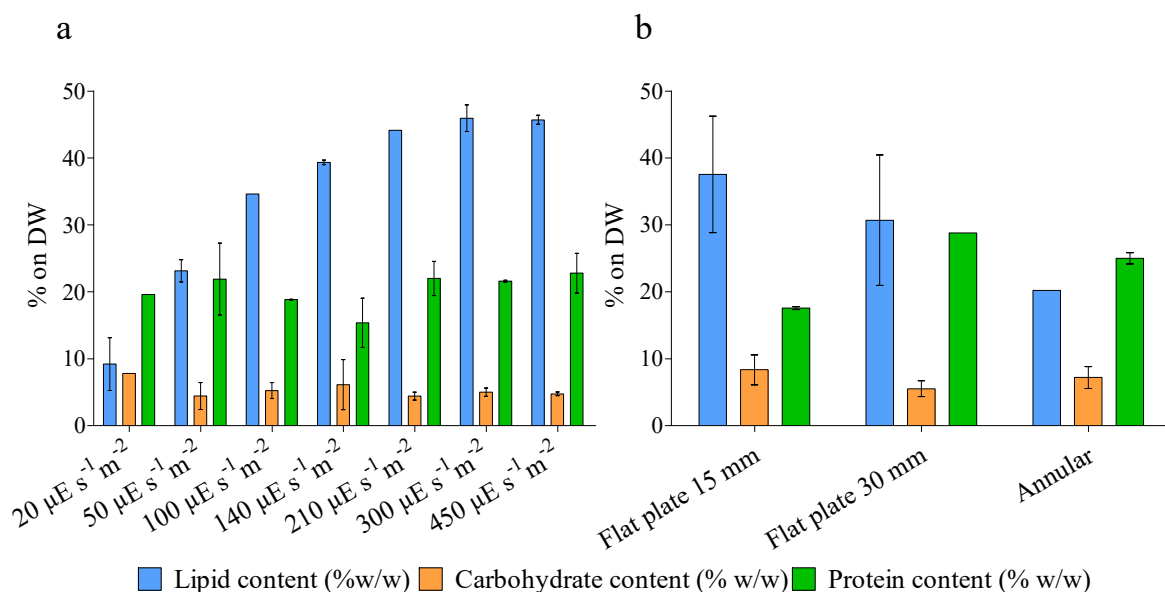 a
b
50
40
30
20
10
0
% on DW
20 µE s⁻¹ m⁻²
50 µE s⁻¹ m⁻²
100 µE s⁻¹ m⁻²
140 µE s⁻¹ m⁻²
210 µE s⁻¹ m⁻²
300 µE s⁻¹ m⁻²
450 µE s⁻¹ m⁻²
50
40
30
20
10
0
% on DW
Flat plate 15 mm
Flat plate 30 mm
Annular
Lipid content (%w/w) Carbohydrate content (% w/w) Protein content (% w/w)